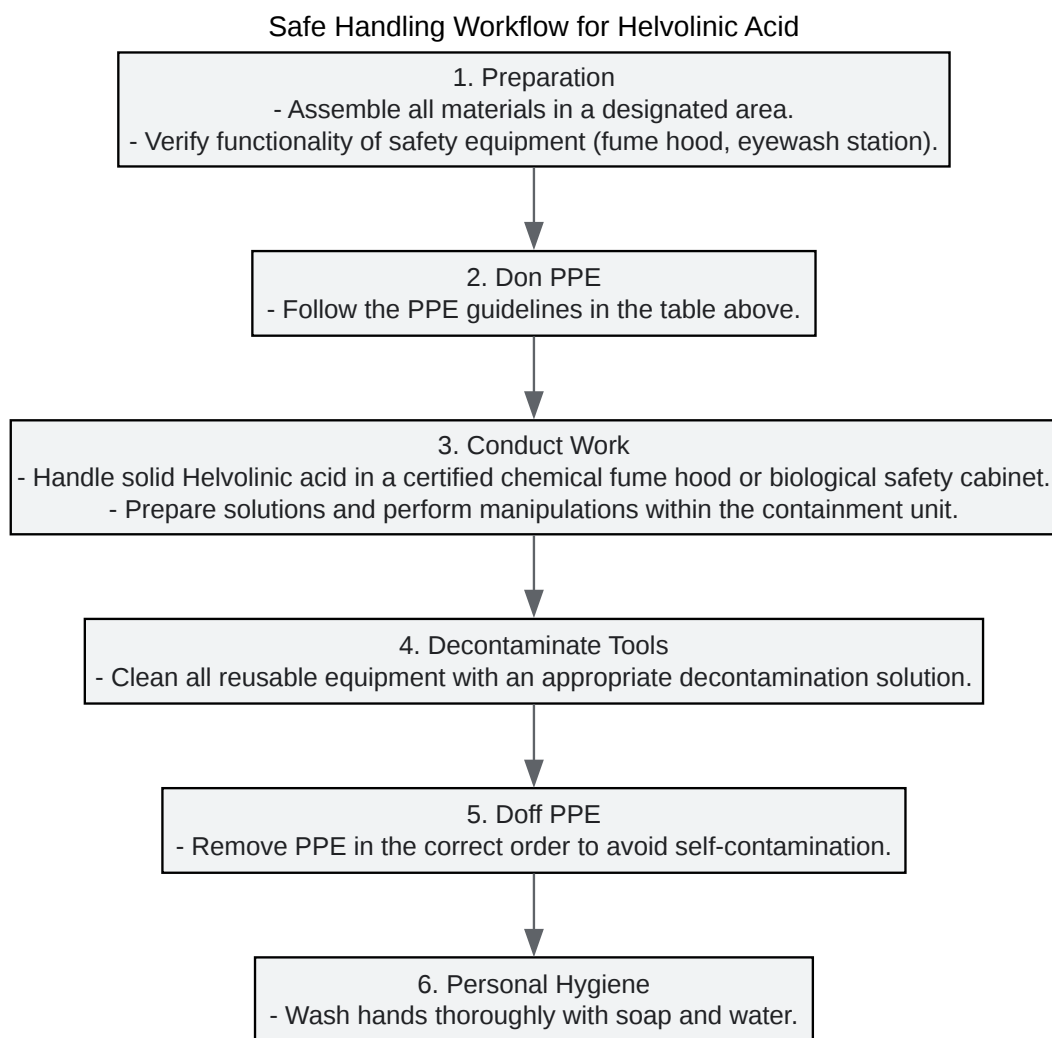 Safe Handling Workflow for Helvolinic Acid
1. Preparation
- Assemble all materials in a designated area.
- Verify functionality of safety equipment (fume hood, eyewash station).
2. Don PPE
- Follow the PPE guidelines in the table above.
3. Conduct Work
- Handle solid Helvolinic acid in a certified chemical fume hood or biological safety cabinet.
- Prepare solutions and perform manipulations within the containment unit.
4. Decontaminate Tools
- Clean all reusable equipment with an appropriate decontamination solution.
5. Doff PPE
- Remove PPE in the correct order to avoid self-contamination.
6. Personal Hygiene
- Wash hands thoroughly with soap and water.